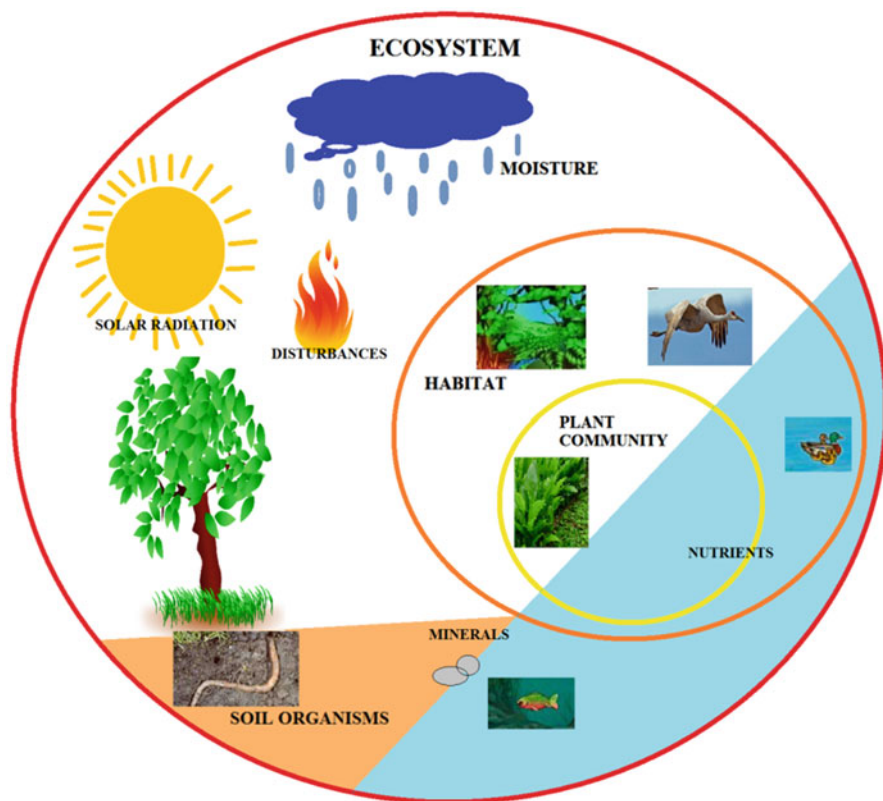 ECOSYSTEM
MOISTURE
SOLAR RADIATION
DISTURBANCES
HABITAT
PLANT
COMMUNITY
NUTRIENTS
MINERALS
SOIL ORGANISMS